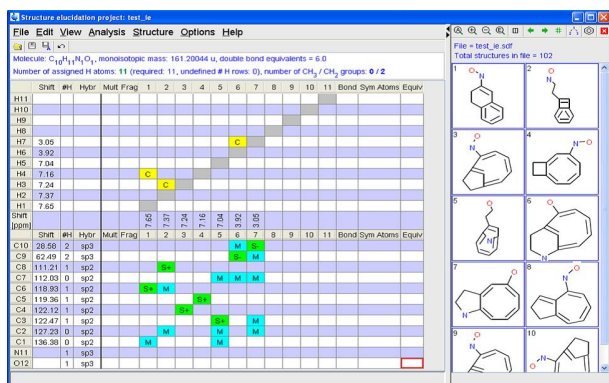 Structure elucidation project: test_ie
File Edit View Analysis Structure Options Help
Molecule: C10H11N1O1, monoisotopic mass: 161.20044 u, double bond equivalents = 6.0
Number of assigned H atoms: 11 (required: 11, undefined # H rows: 0), number of CH3 / CH2 groups: 0 / 2
Shift #H Hybr Mult Frag 1 2 3 4 5 6 7 8 9 10 11 Bond Sym Atoms Equiv
H11
H10
H9
H8
H7 3.05 C
H6 3.92
H5 7.04
H4 7.16 C
H3 7.24 C
H2 7.37
H1 7.65
Shift [ppm] 7.65 7.37 7.24 7.16 7.04 3.92 3.05
Shift #H Hybr Mult Frag 1 2 3 4 5 6 7 8 9 10 11 Bond Sym Atoms Equiv
C10 28.58 2 sp3 M S-
C9 62.49 2 sp3 S- M
C8 111.21 1 sp2 S+
C7 112.03 0 sp2 M M M
C6 118.93 1 sp2 S+ M
C5 119.36 1 sp2 S+
C4 122.12 1 sp2 S+
C3 122.47 1 sp2 S+ M
C2 127.23 0 sp2 M M M
C1 136.38 0 sp2 M M
N11 1 sp3
O12 1 sp3
File = test_ie.sdf
Total structures in file = 102
1 O N
2 O N
3 N O
4 N O
5 O N
6 O N
7 O N
8 N O
9 N O
10 N O